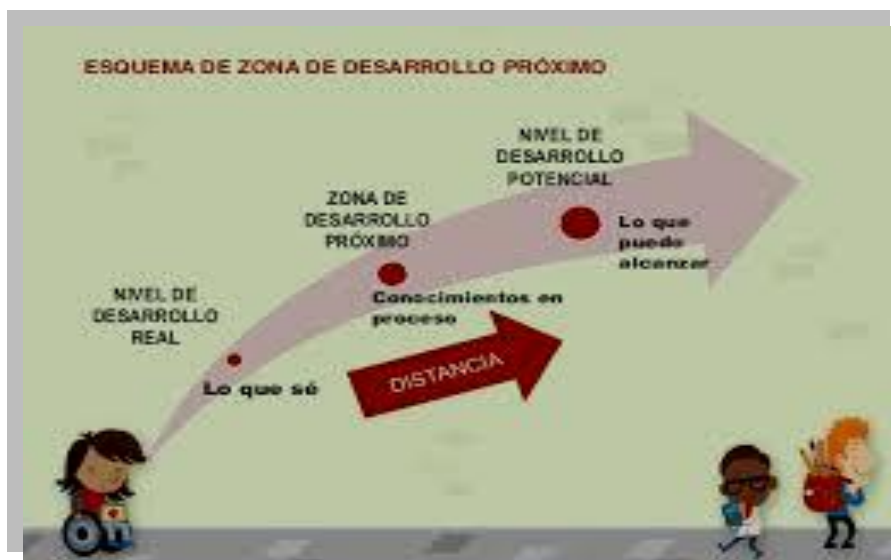 ESQUEMA DE ZONA DE DESARROLLO PRÓXIMO
NIVEL DE
DESARROLLO
POTENCIAL
Lo que
puedo
alcanzar
ZONA DE
DESARROLLO
PRÓXIMO
Conocimientos en
proceso
NIVEL DE
DESARROLLO
REAL
Lo que sé
DISTANCIA